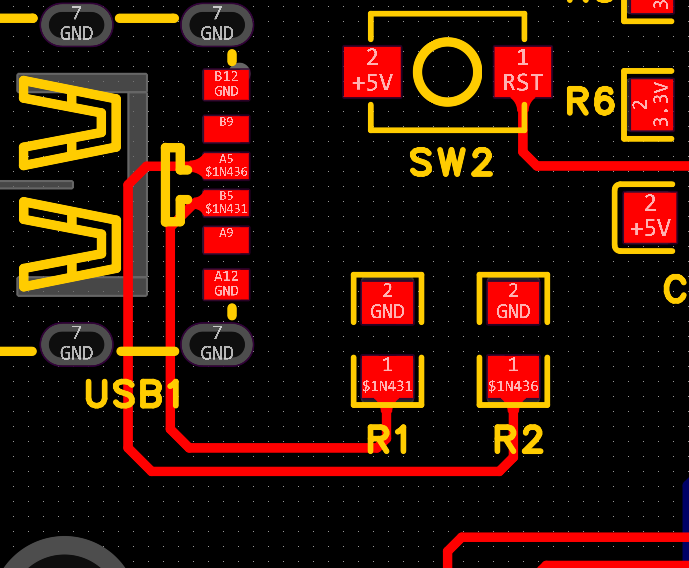 7
GND
7
GND
B12
GND
B9
A5
$1N436
B5
$1N431
A9
A12
GND
7
GND
7
GND
USB1
2
+5V
1
RST
SW2
R6
2
3.3V
3.
2
+5V
C
2
GND
2
GND
1
$1N431
1
$1N436
R1
R2